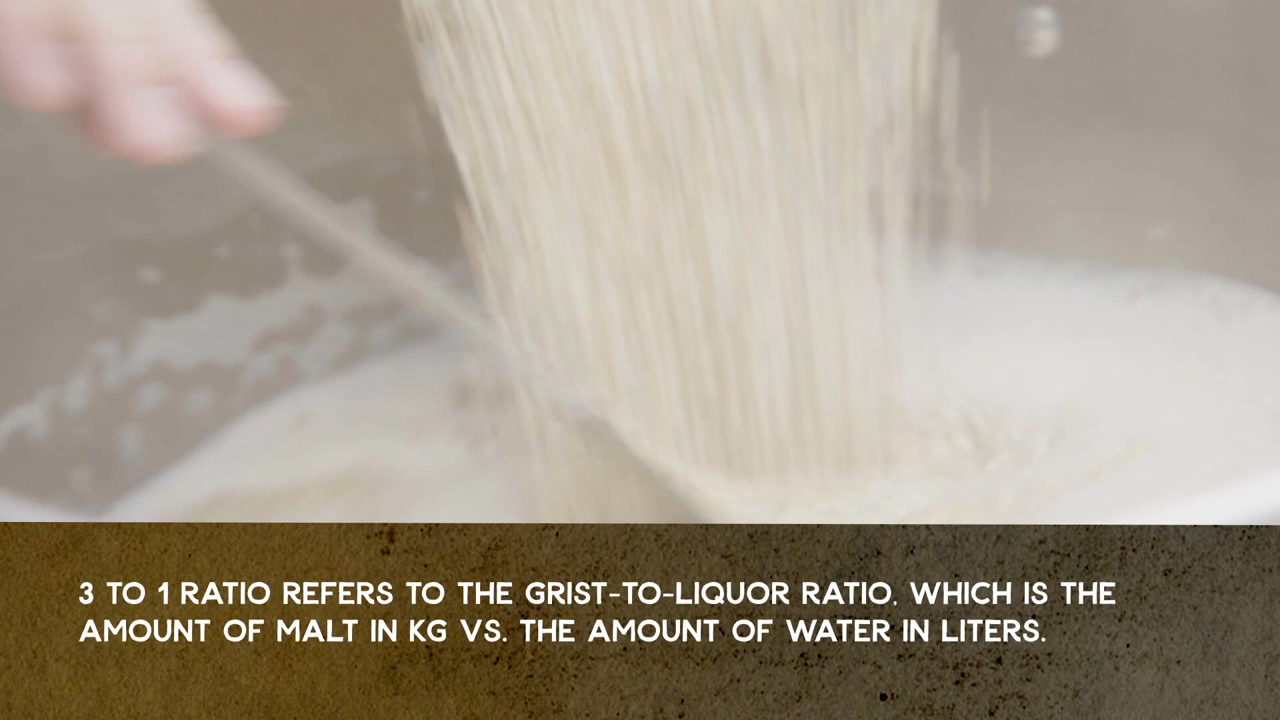 3 TO 1 RATIO REFERS TO THE GRIST-TO-LIQUOR RATIO, WHICH IS THE
AMOUNT OF MALT IN KG VS. THE AMOUNT OF WATER IN LITERS.